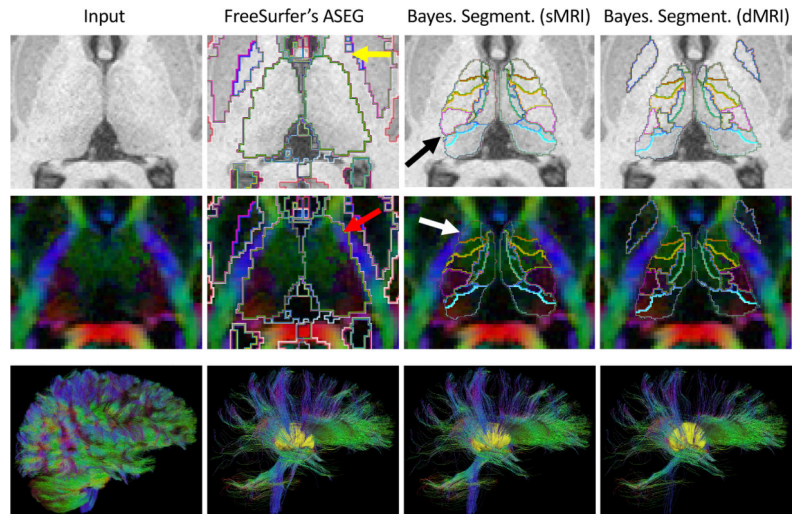 Input FreeSurfer's ASEG Bayes. Segment. (sMRI) Bayes. Segment. (dMRI)